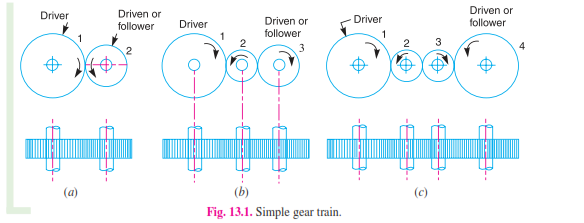 Driver
Driven or
follower
1
2
(a)
Driver
Driven or
follower
1
2
3
(b)
Driver
Driven or
follower
1
2
3
4
(c)
Fig. 13.1. Simple gear train.